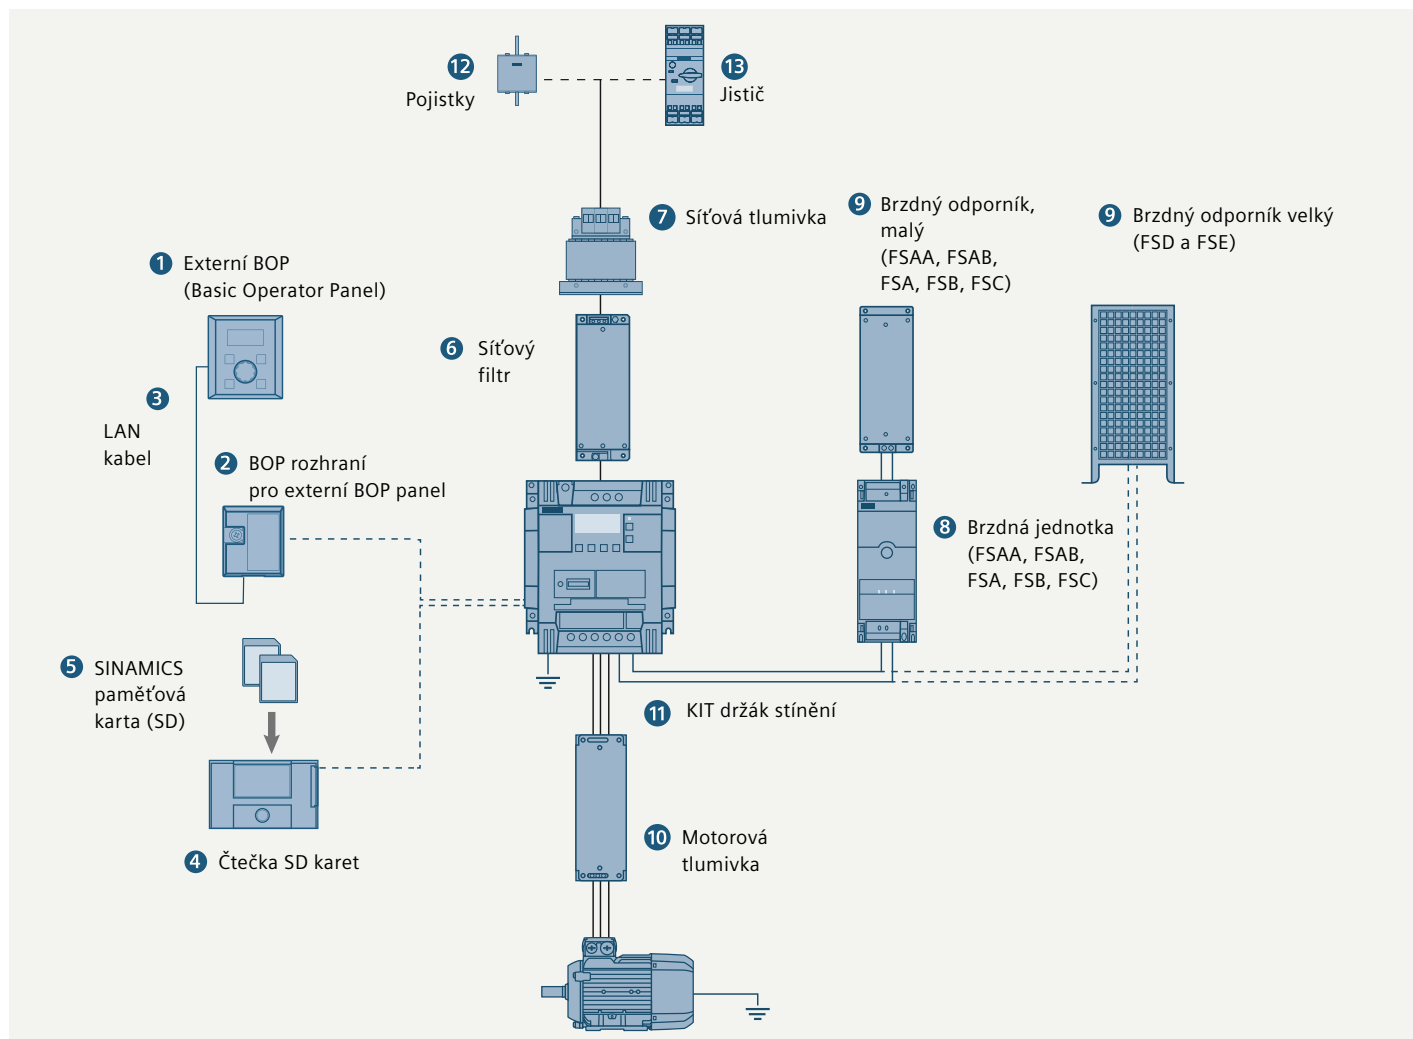 12
Pojistky
13
Jistič
7 Síťová tlumivka
9 Brzdný odporník,
malý
(FSAA, FSAB,
FSA, FSB, FSC)
9 Brzdný odporník velký
(FSD a FSE)
1 Externí BOP
(Basic Operator Panel)
6 Síťový
filtr
3
LAN
kabel
2 BOP rozhraní
pro externí BOP panel
8 Brzdná jednotka
(FSAA, FSAB,
FSA, FSB, FSC)
5 SINAMICS
paměťová
karta (SD)
11 KIT držák stínění
10 Motorová
tlumivka
4 Čtečka SD karet